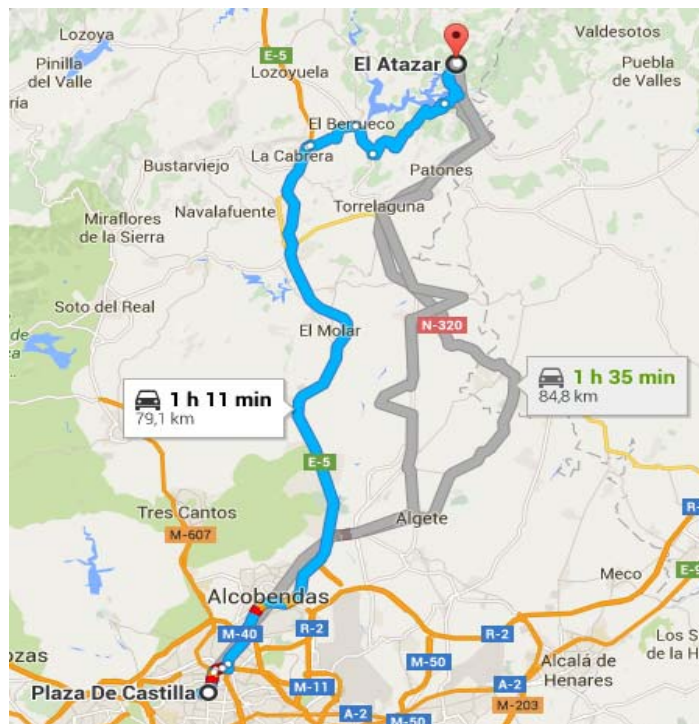 Lozoya
Valdesotos
Pinilla
del Valle
E-5
El Atazar
Puebla
de Valles
Lozoyuela
El Berrueco
La Cabrera
Bustarviejo
Patones
Navalafuente
Torrelaguna
Miraflores
de la Sierra
Soto del Real
El Molar
N-320
1 h 11 min
79,1 km
1 h 35 min
84,8 km
E-5
Tres Cantos
Algete
M-607
R-
Meco
E-9
Alcobendas
M-40
R-2
R-2
ozas
M-50
Alcalá de
Henares
Los S
de la H
Plaza De Castilla
M-11
A-2
M-203
A-2
M-50